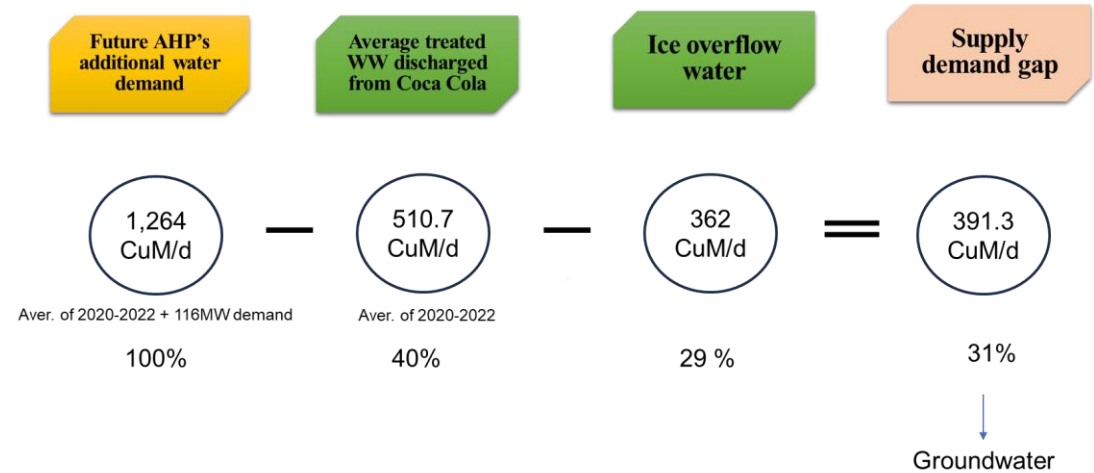 Future AHP's
additional water
demand
Average treated
WW discharged
from Coca Cola
Ice overflow
water
Supply
demand gap
1,264
CuM/d
510.7
CuM/d
362
CuM/d
391.3
CuM/d
Aver. of 2020-2022 + 116MW demand
Aver. of 2020-2022
100%
40%
29 %
31%
Groundwater